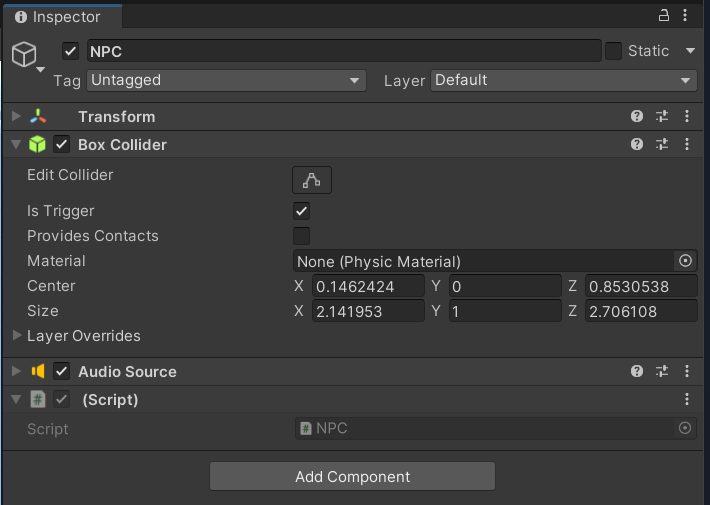 Inspector
NPC Static
Tag Untagged Layer Default
Transform
Box Collider
Edit Collider
Is Trigger
Provides Contacts
Material None (Physic Material)
Center X 0.1462424 Y 0 Z 0.8530538
Size X 2.141953 Y 1 Z 2.706108
Layer Overrides
Audio Source
# (Script)
Script # NPC
Add Component